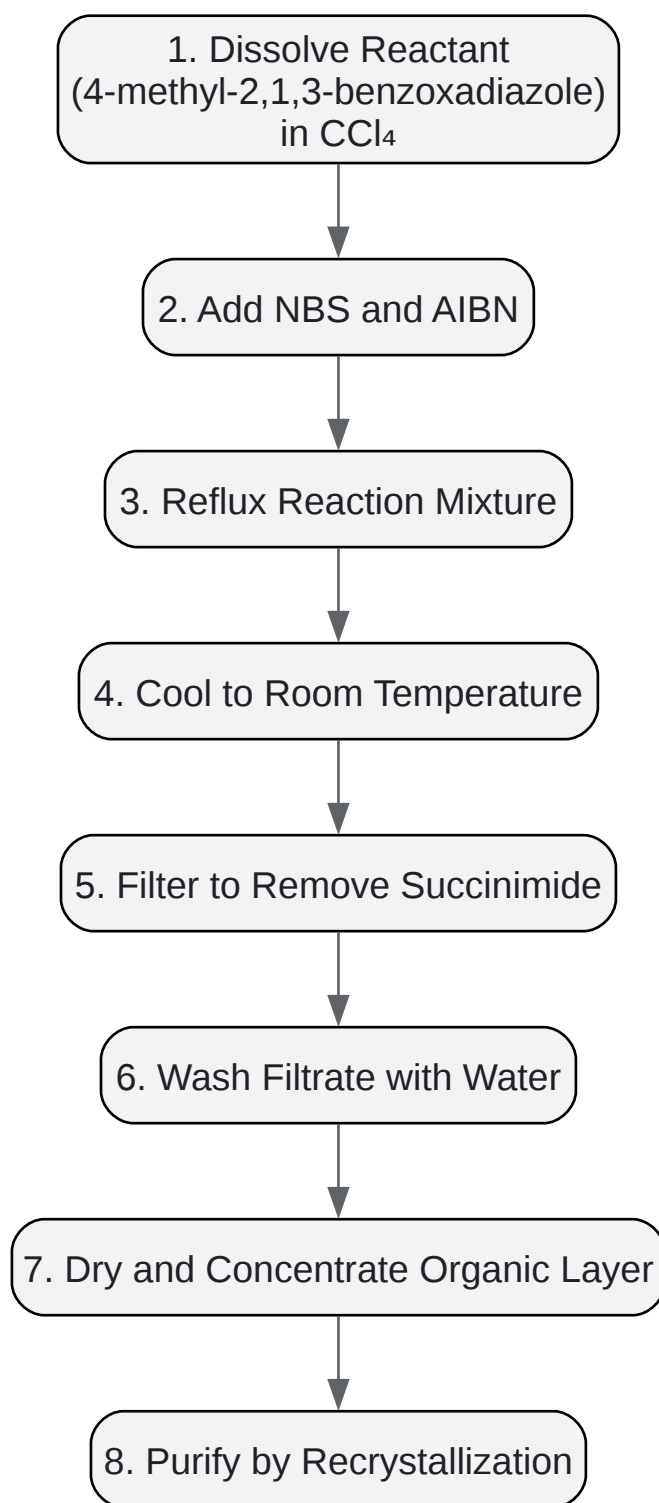 1. Dissolve Reactant
(4-methyl-2,1,3-benzoxadiazole)
in CCl₄
2. Add NBS and AIBN
3. Reflux Reaction Mixture
4. Cool to Room Temperature
5. Filter to Remove Succinimide
6. Wash Filtrate with Water
7. Dry and Concentrate Organic Layer
8. Purify by Recrystallization